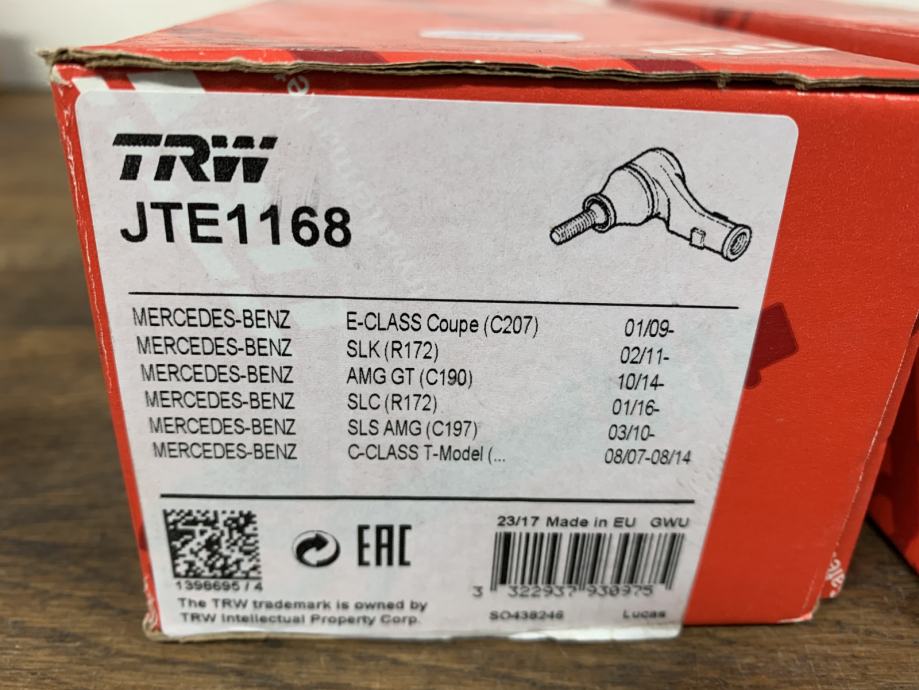 TRW
JTE1168
MERCEDES-BENZ E-CLASS Coupe (C207) 01/09-
MERCEDES-BENZ SLK (R172) 02/11-
MERCEDES-BENZ AMG GT (C190) 10/14-
MERCEDES-BENZ SLC (R172) 01/16-
MERCEDES-BENZ SLS AMG (C197) 03/10-
MERCEDES-BENZ C-CLASS T-Model (... 08/07-08/14
23/17 Made in EU GWU
EAC
1398695 / 4
3 322937 930975
The TRW trademark is owned by
TRW Intellectual Property Corp.
SO438246 Lucas